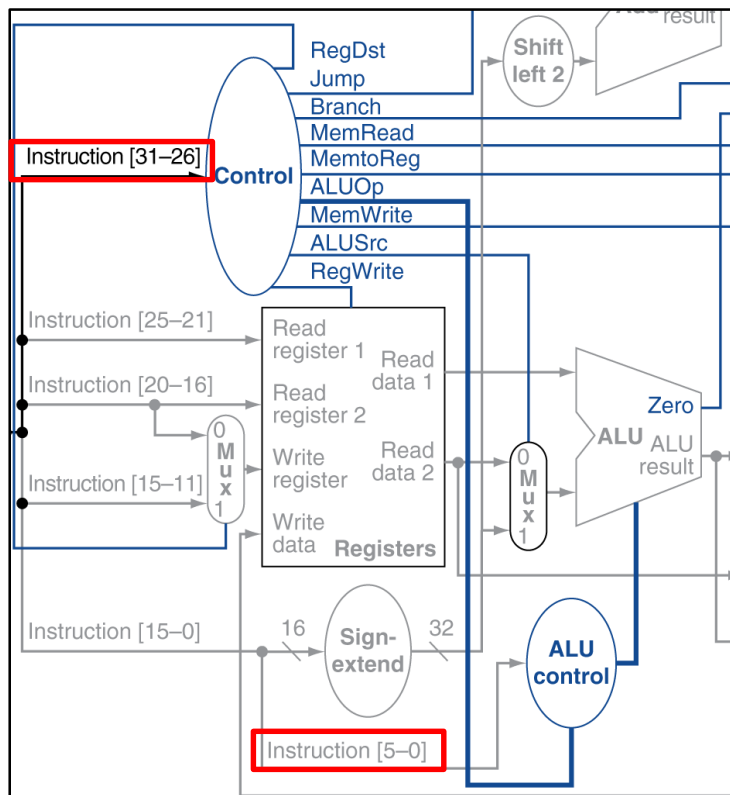 RegDst
Jump
Branch
MemRead
MemtoReg
ALUOp
MemWrite
ALUSrc
RegWrite
Shift
left 2
Add
result
Instruction [31–26]
Control
Instruction [25–21]
Instruction [20–16]
Instruction [15–11]
0
M
u
x
1
Read
register 1
Read
register 2
Write
register
Write
data
Registers
Read
data 1
Read
data 2
0
M
u
x
1
Zero
ALU
ALU
result
Instruction [15–0]
16
Sign-
extend
32
ALU
control
Instruction [5–0]